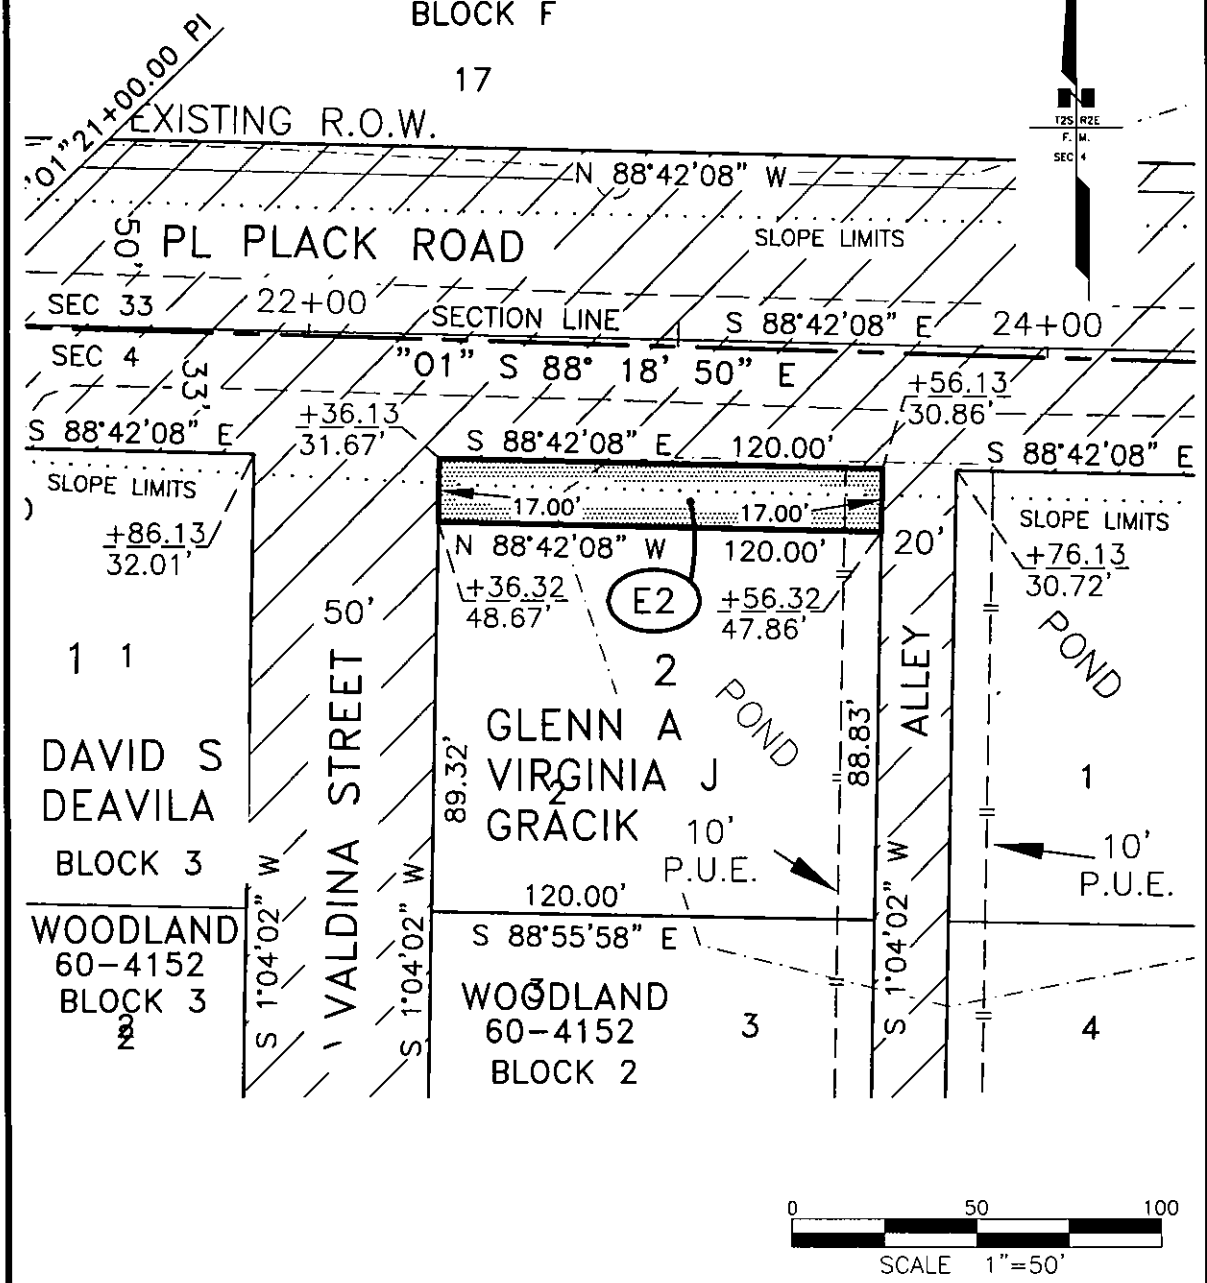 BLOCK F
17
'01" 21+00.00 PI
EXISTING R.O.W.
T2S R2E
F. M.
SEC 4
N 88°42'08" W
50'
PL PLACK ROAD
SLOPE LIMITS
SEC 33
22+00
SECTION LINE
S 88°42'08" E
24+00
SEC 4
33'
"01" S 88° 18' 50" E
+56.13
30.86'
+36.13
31.67'
S 88°42'08" E
S 88°42'08" E 120.00'
S 88°42'08" E
SLOPE LIMITS
17.00'
17.00'
SLOPE LIMITS
)
+86.13
32.01'
N 88°42'08" W 120.00'
20'
+76.13
30.72'
+36.32
48.67'
E2
+56.32
47.86'
50'
1 1
2
POND
POND
ALLEY
DAVID S
DEAVILA
BLOCK 3
VALDINA STREET
89.32'
GLENN A
VIRGINIA J
2
GRACIK
88.83'
1
10'
P.U.E.
10'
P.U.E.
120.00'
S 88°55'58" E
WOODLAND
60-4152
BLOCK 3
2
2
S 1°04'02" W
S 1°04'02" W
WOODLAND
3
60-4152
BLOCK 2
3
S 1°04'02" W
4
0 50 100
SCALE 1"=50'